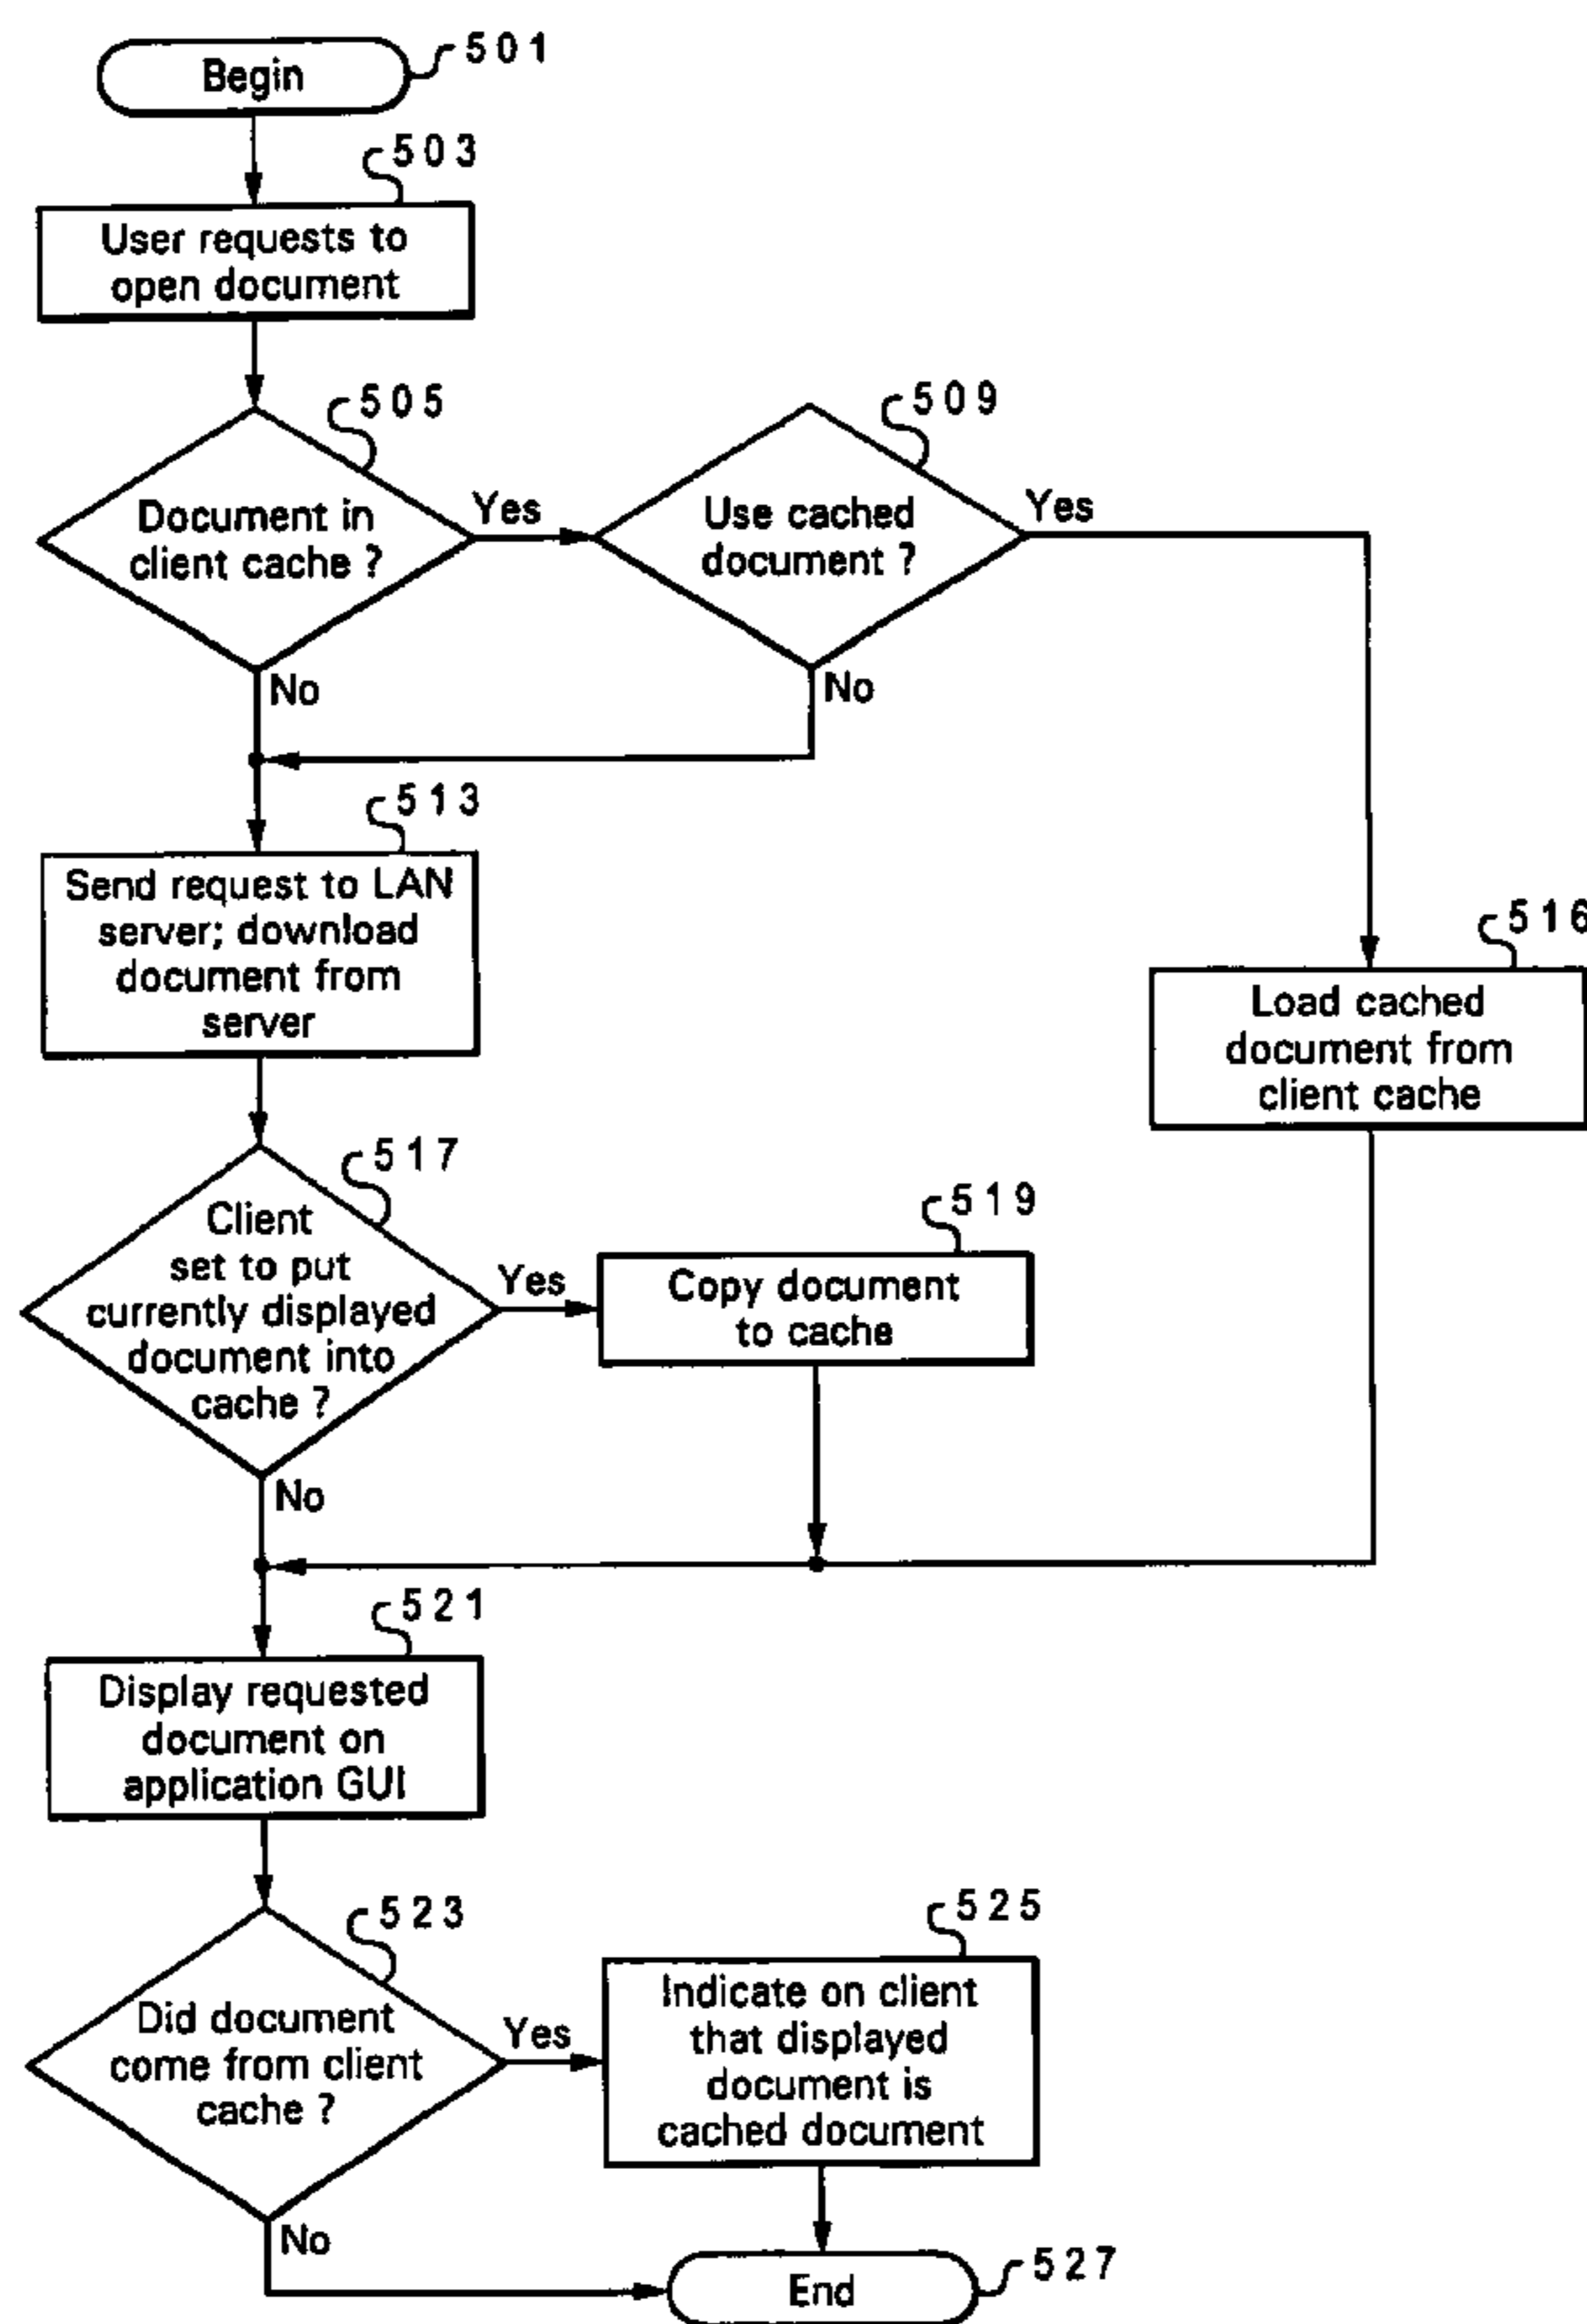 501
Begin
503
User requests to
open document
505
Document in
client cache ?
Yes
No
509
Use cached
document ?
Yes
No
513
Send request to LAN
server; download
document from
server
516
Load cached
document from
client cache
517
Client
set to put
currently displayed
document into
cache ?
Yes
No
519
Copy document
to cache
521
Display requested
document on
application GUI
523
Did document
come from client
cache ?
Yes
No
525
Indicate on client
that displayed
document is
cached document
End
527